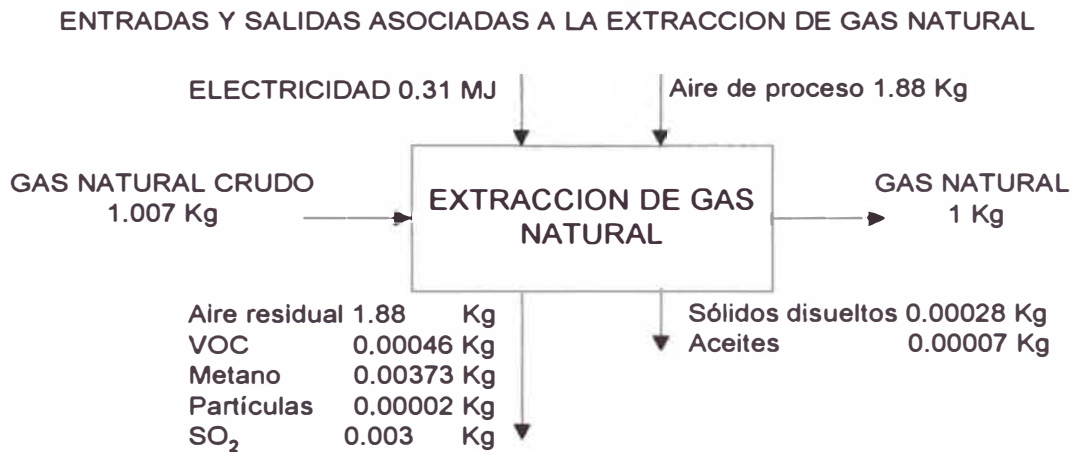 ENTRADAS Y SALIDAS ASOCIADAS A LA EXTRACCION DE GAS NATURAL
ELECTRICIDAD 0.31 MJ
Aire de proceso 1.88 Kg
GAS NATURAL CRUDO
1.007 Kg
EXTRACCION DE GAS
NATURAL
GAS NATURAL
1 Kg
Aire residual 1.88 Kg
VOC 0.00046 Kg
Metano 0.00373 Kg
Partículas 0.00002 Kg
SO₂ 0.003 Kg
Sólidos disueltos 0.00028 Kg
Aceites 0.00007 Kg